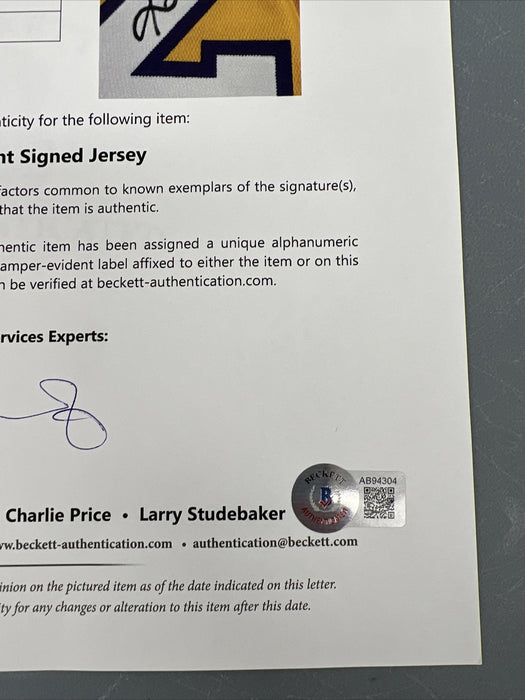 ticity for the following item:
nt Signed Jersey
factors common to known exemplars of the signature(s),
that the item is authentic.
hentic item has been assigned a unique alphanumeric
amper-evident label affixed to either the item or on this
n be verified at beckett-authentication.com.
rvices Experts:
BECKETT
B
AUTHENTICATION
AB94304
Charlie Price • Larry Studebaker
ww.beckett-authentication.com • authentication@beckett.com
inion on the pictured item as of the date indicated on this letter.
ity for any changes or alteration to this item after this date.